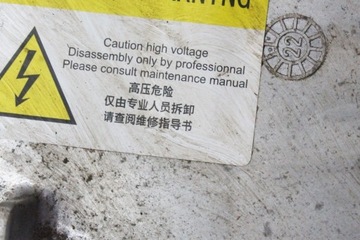 Caution high voltage
Disassembly only by professionnal
Please consult maintenance manual
高压危险
仅由专业人员拆卸
请查阅维修指导书
22